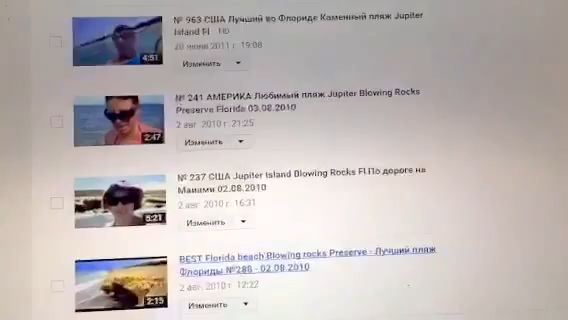 № 963 США Лучший во Флориде Каменный пляж Jupiter
Island Fl HD
20 июня 2011 г. 19:08
4:51
Изменить
№ 241 АМЕРИКА Любимый пляж Jupiter Blowing Rocks
Preserve Florida 03.08.2010
2 авг. 2010 г. 21:25
2:47
Изменить
№ 237 США Jupiter Island Blowing Rocks Fl По дороге на
Маиами 02.08.2010
2 авг. 2010 г. 16:31
5:21
Изменить
BEST Florida beach Blowing rocks Preserve - Лучший пляж
Флориды №288 - 02.08.2010
2 авг. 2010 г. 12:22
2:15
Изменить